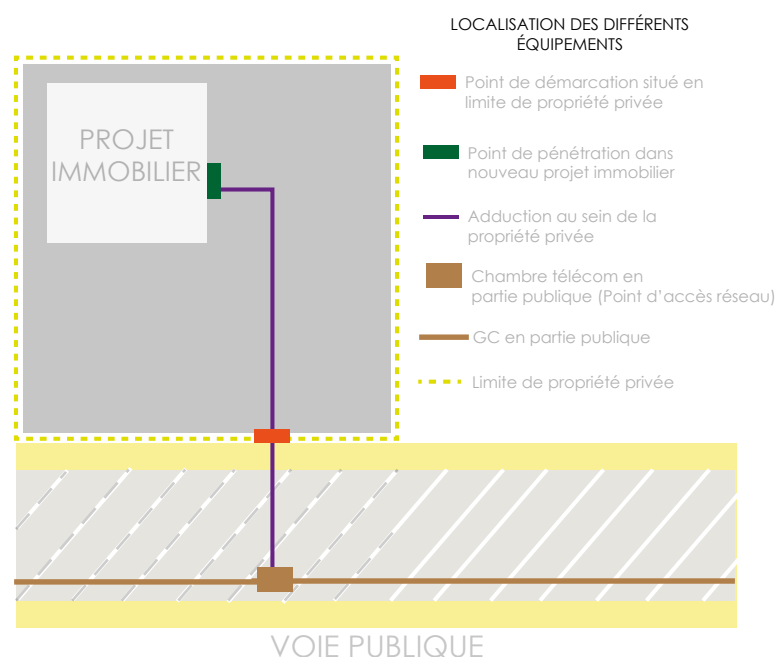 LOCALISATION DES DIFFÉRENTS
ÉQUIPEMENTS
Point de démarcation situé en
limite de propriété privée
Point de pénétration dans
nouveau projet immobilier
Adduction au sein de la
propriété privée
Chambre télécom en
partie publique (Point d'accès réseau)
GC en partie publique
Limite de propriété privée
PROJET
IMMOBILIER
VOIE PUBLIQUE